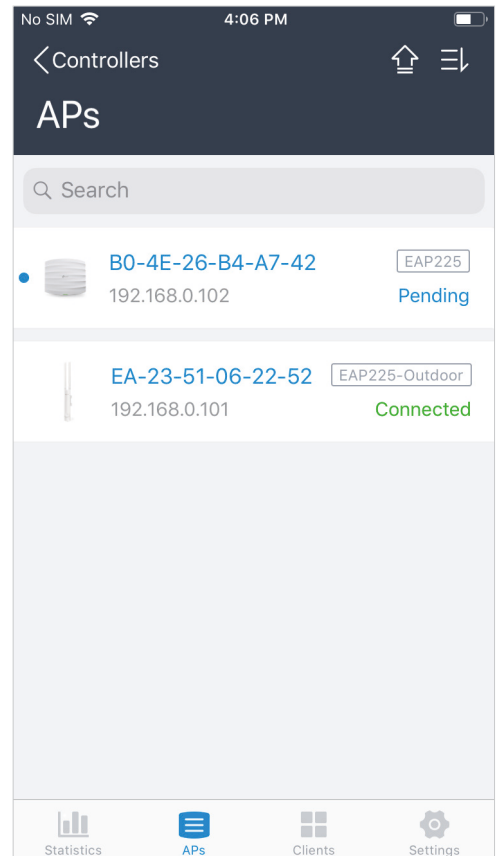 No SIM 4:06 PM
Controllers
APs
Search
B0-4E-26-B4-A7-42 EAP225
192.168.0.102 Pending
EA-23-51-06-22-52 EAP225-Outdoor
192.168.0.101 Connected
Statistics APs Clients Settings